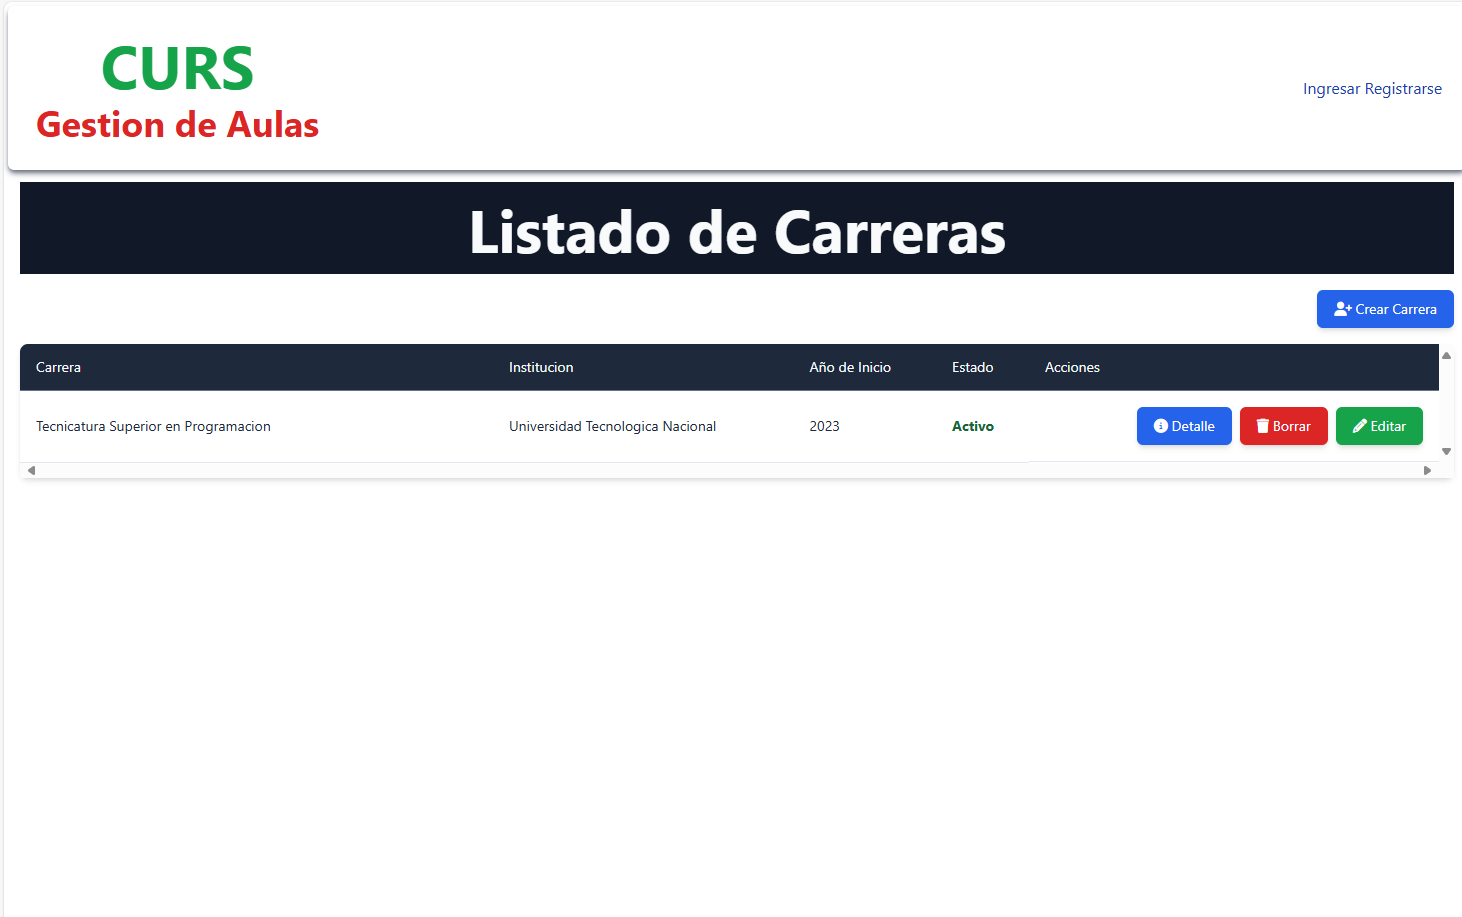 CURS
Gestion de Aulas
Ingresar Registrarse
Listado de Carreras
Crear Carrera
Carrera Institucion Año de Inicio Estado Acciones
Tecnicatura Superior en Programacion Universidad Tecnologica Nacional 2023 Activo Detalle Borrar Editar